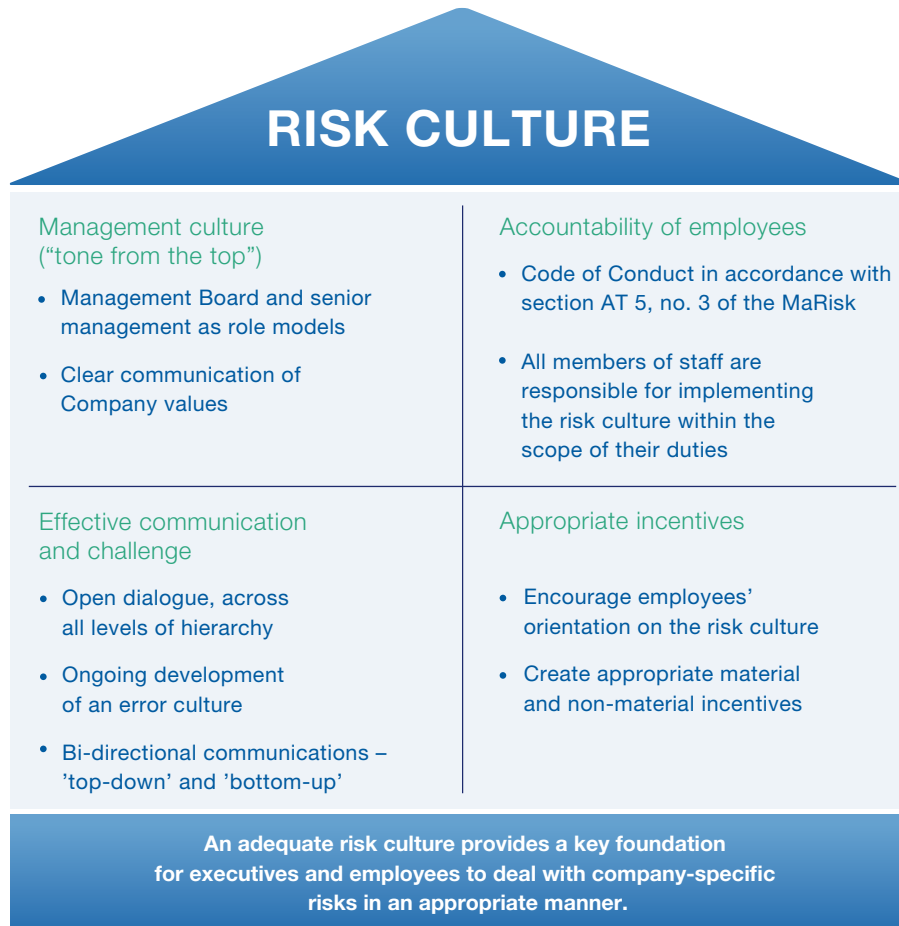 RISK CULTURE
Management culture
(“tone from the top”)
• Management Board and senior
management as role models
• Clear communication of
Company values
Accountability of employees
• Code of Conduct in accordance with
section AT 5, no. 3 of the MaRisk
• All members of staff are
responsible for implementing
the risk culture within the
scope of their duties
Effective communication
and challenge
• Open dialogue, across
all levels of hierarchy
• Ongoing development
of an error culture
• Bi-directional communications –
’top-down’ and ’bottom-up’
Appropriate incentives
• Encourage employees’
orientation on the risk culture
• Create appropriate material
and non-material incentives
An adequate risk culture provides a key foundation
for executives and employees to deal with company-specific
risks in an appropriate manner.